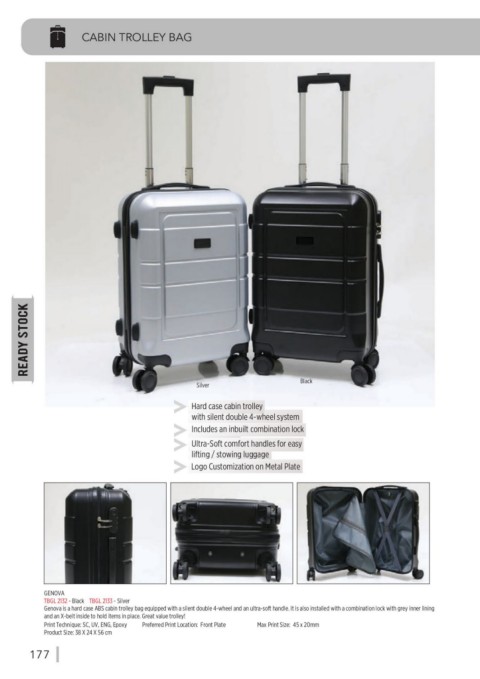 CABIN TROLLEY BAG
READY STOCK
Sliver
Black
Hard case cabin trolley
with silent double 4-wheel system
Includes an inbuilt combination lock
Ultra-Soft comfort handles for easy
lifting / stowing luggage
Logo Customization on Metal Plate
GENOVA
TBGL 2132 - Black TBGL 2133 - Sliver
Genova is a hard case ABS cabin trolley bag equipped with a silent double 4-wheel and an ultra-soft handle. It is also installed with a combination lock with grey inner lining
and an X-belt inside to hold items in place. Great value trolley!
Print Technique: SC, UV, ENG, Epoxy Preferred Print Location: Front Plate Max Print Size: 45 x 20mm
Product Size: 38 X 24 X 56 cm
177